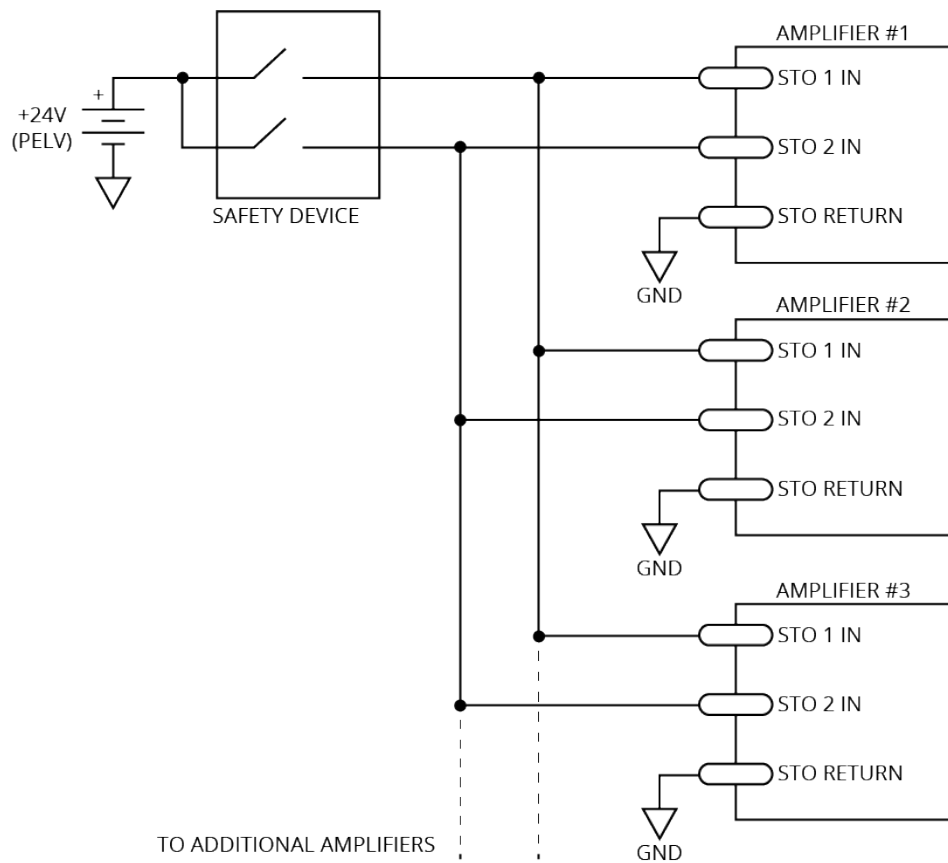 AMPLIFIER #1
STO 1 IN
+
+24V
(PELV)
STO 2 IN
SAFETY DEVICE
STO RETURN
GND
AMPLIFIER #2
STO 1 IN
STO 2 IN
STO RETURN
GND
AMPLIFIER #3
STO 1 IN
STO 2 IN
STO RETURN
GND
TO ADDITIONAL AMPLIFIERS